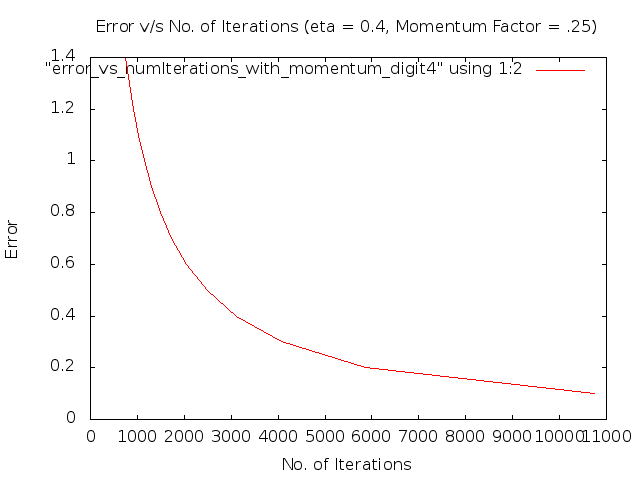 Error v/s No. of Iterations (eta = 0.4, Momentum Factor = .25)
1.4
"error_vs_numIterations_with_momentum_digit4" using 1:2
1.2
1
0.8
Error
0.6
0.4
0.2
0
0 1000 2000 3000 4000 5000 6000 7000 8000 9000 10000 11000
No. of Iterations